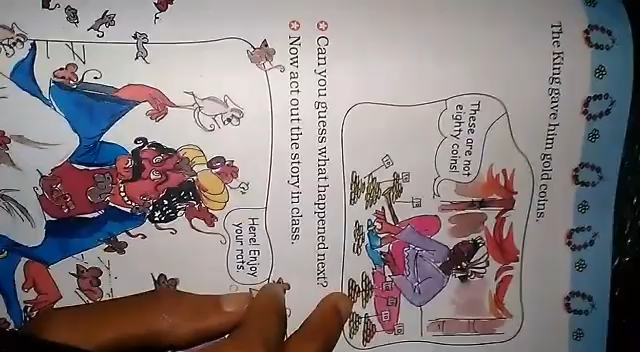 The King gave him gold coins.
These are not
eighty coins!
Can you guess what happened next?
Now act out the story in class.
Here! Enjoy
your rats.